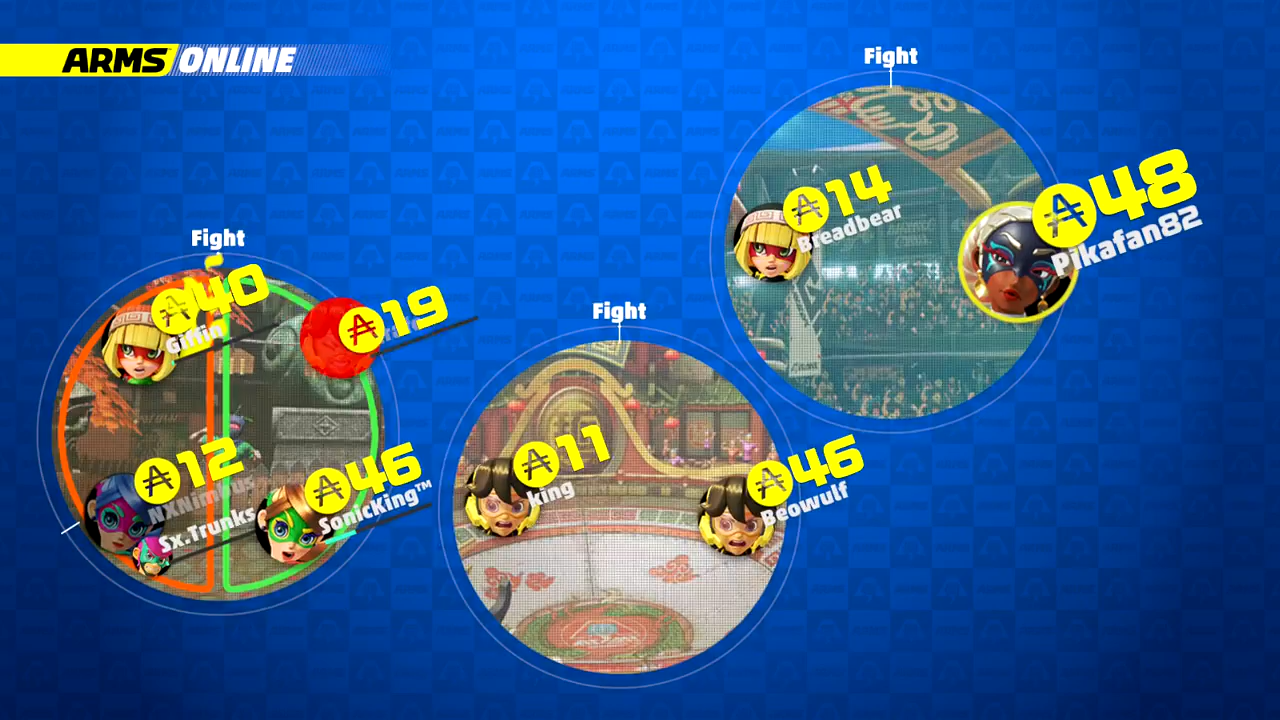 ARMS ONLINE
Fight
14
Breadbear
48
Pikafan82
Fight
40
Giffin
19
12
NXNimbus
Sx.Trunks
46
SonicKing™
Fight
11
king
46
Beowulf